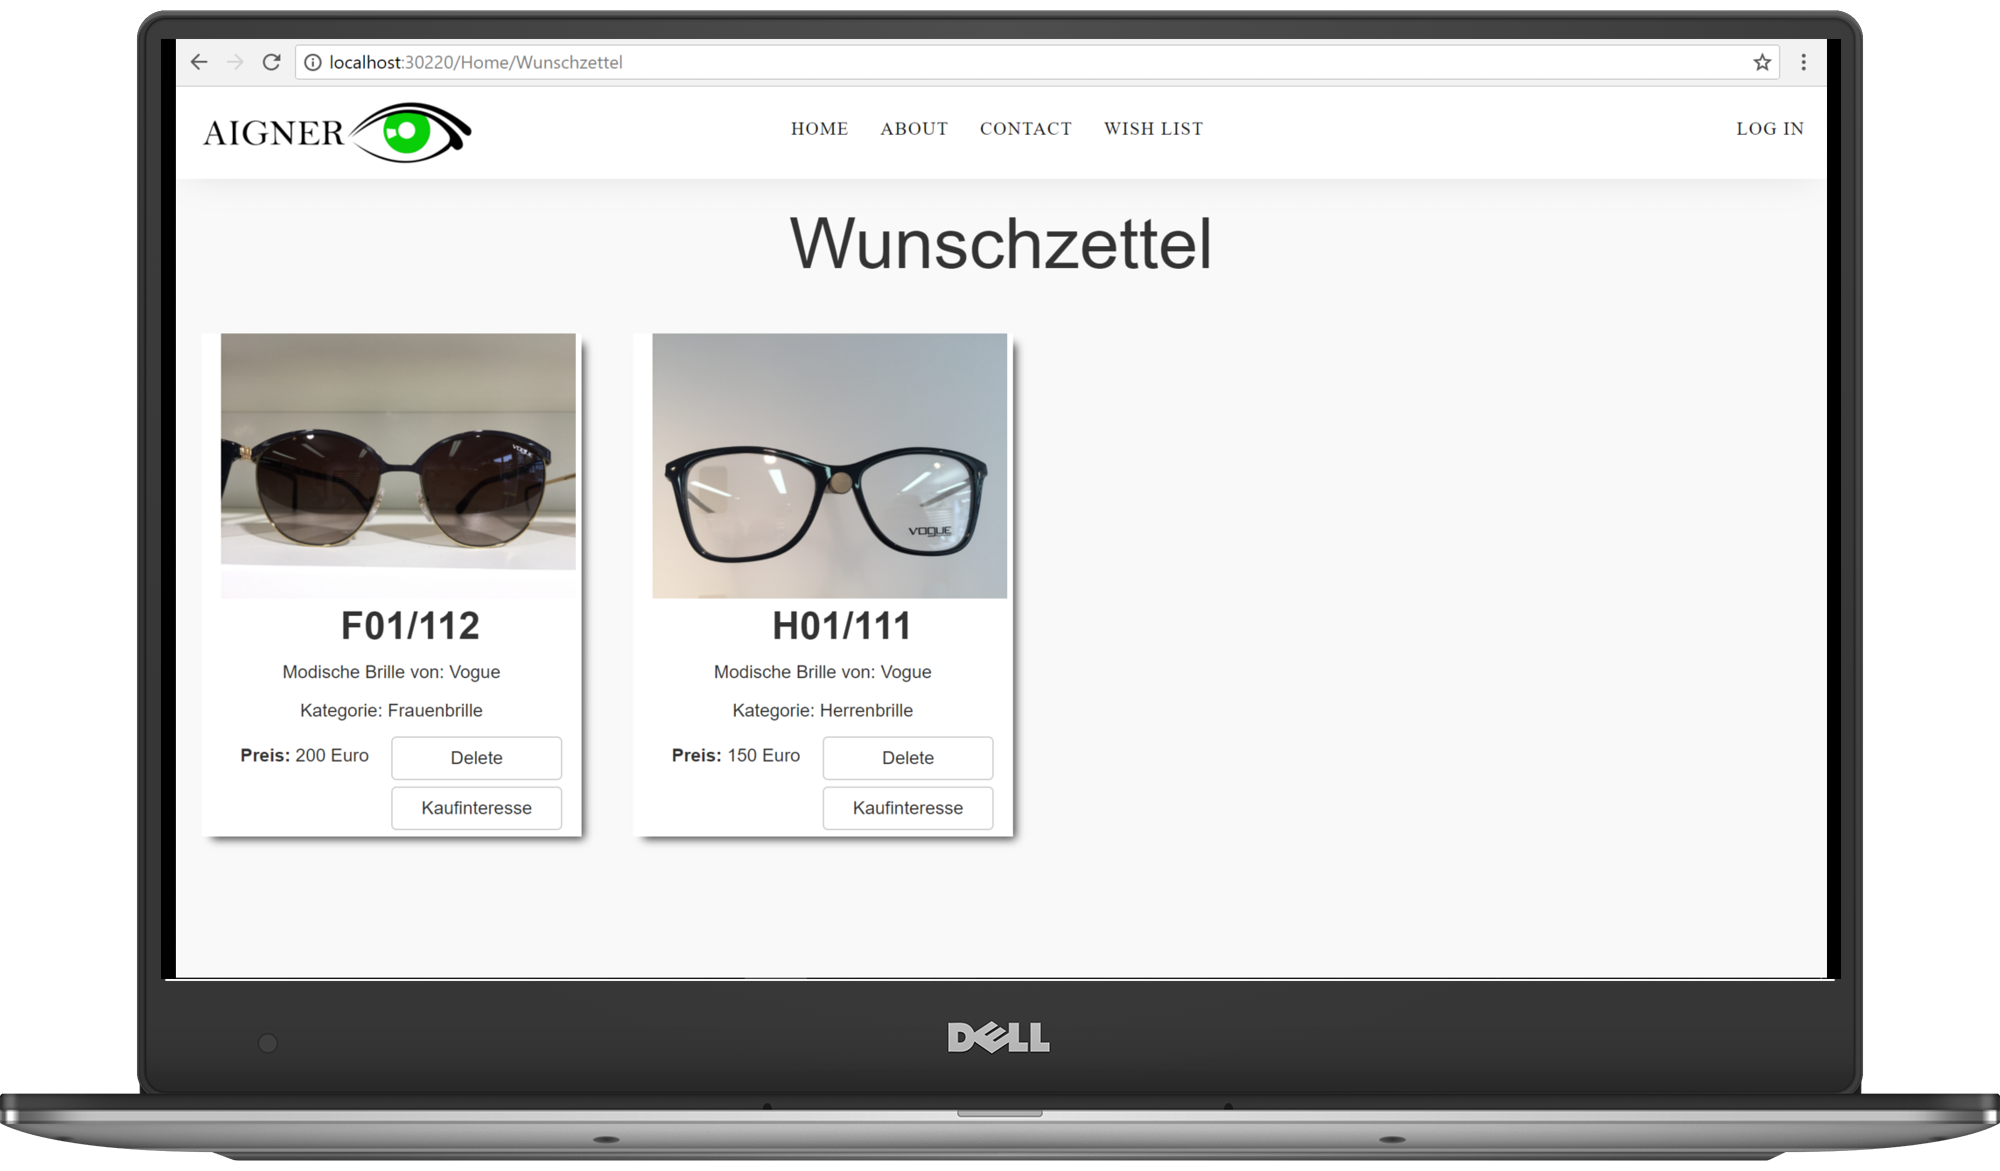 localhost:30220/Home/Wunschzettel
AIGNER
HOME ABOUT CONTACT WISH LIST LOG IN
Wunschzettel
VOGUE
VOGUE
F01/112
Modische Brille von: Vogue
Kategorie: Frauenbrille
Preis: 200 Euro
Delete
Kaufinteresse
H01/111
Modische Brille von: Vogue
Kategorie: Herrenbrille
Preis: 150 Euro
Delete
Kaufinteresse
DELL